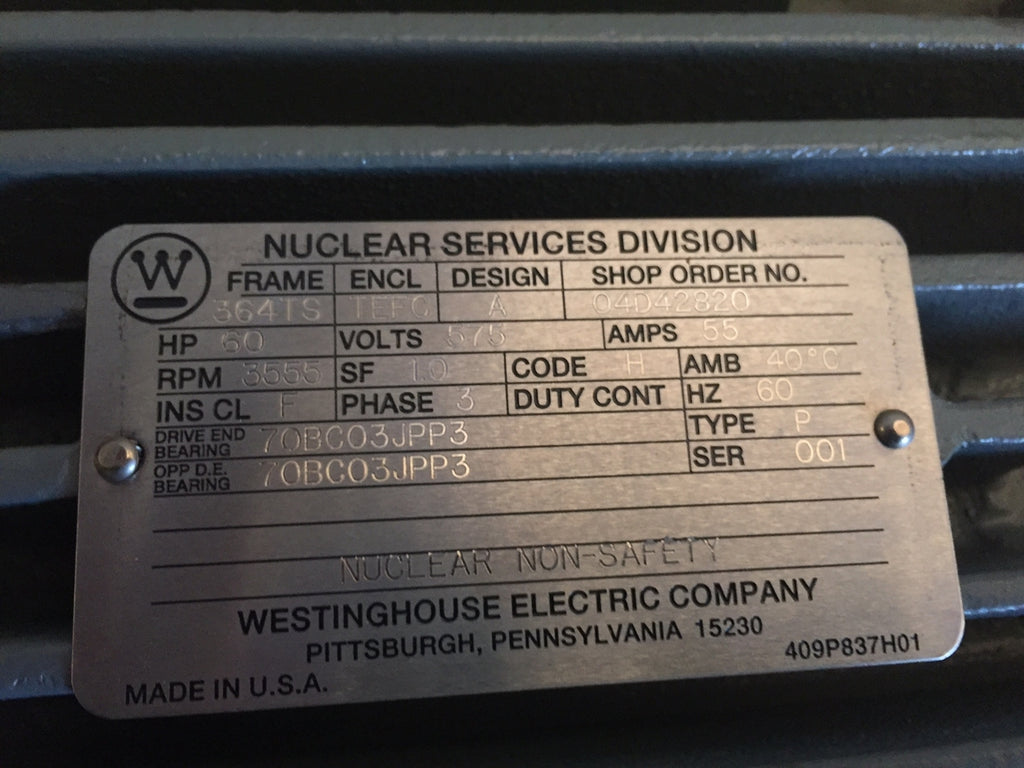 NUCLEAR SERVICES DIVISION
W
FRAME ENCL DESIGN SHOP ORDER NO.
364TS TEFC A 04D42820
HP 60 VOLTS 575 AMPS 55
RPM 3555 SF 1.0 CODE H AMB 40°C
INS CL F PHASE 3 DUTY CONT HZ 60
DRIVE END BEARING 70BC03JPP3 TYPE P
OPP D.E. BEARING 70BC03JPP3 SER 001
NUCLEAR NON-SAFETY
WESTINGHOUSE ELECTRIC COMPANY
PITTSBURGH, PENNSYLVANIA 15230
409P837H01
MADE IN U.S.A.